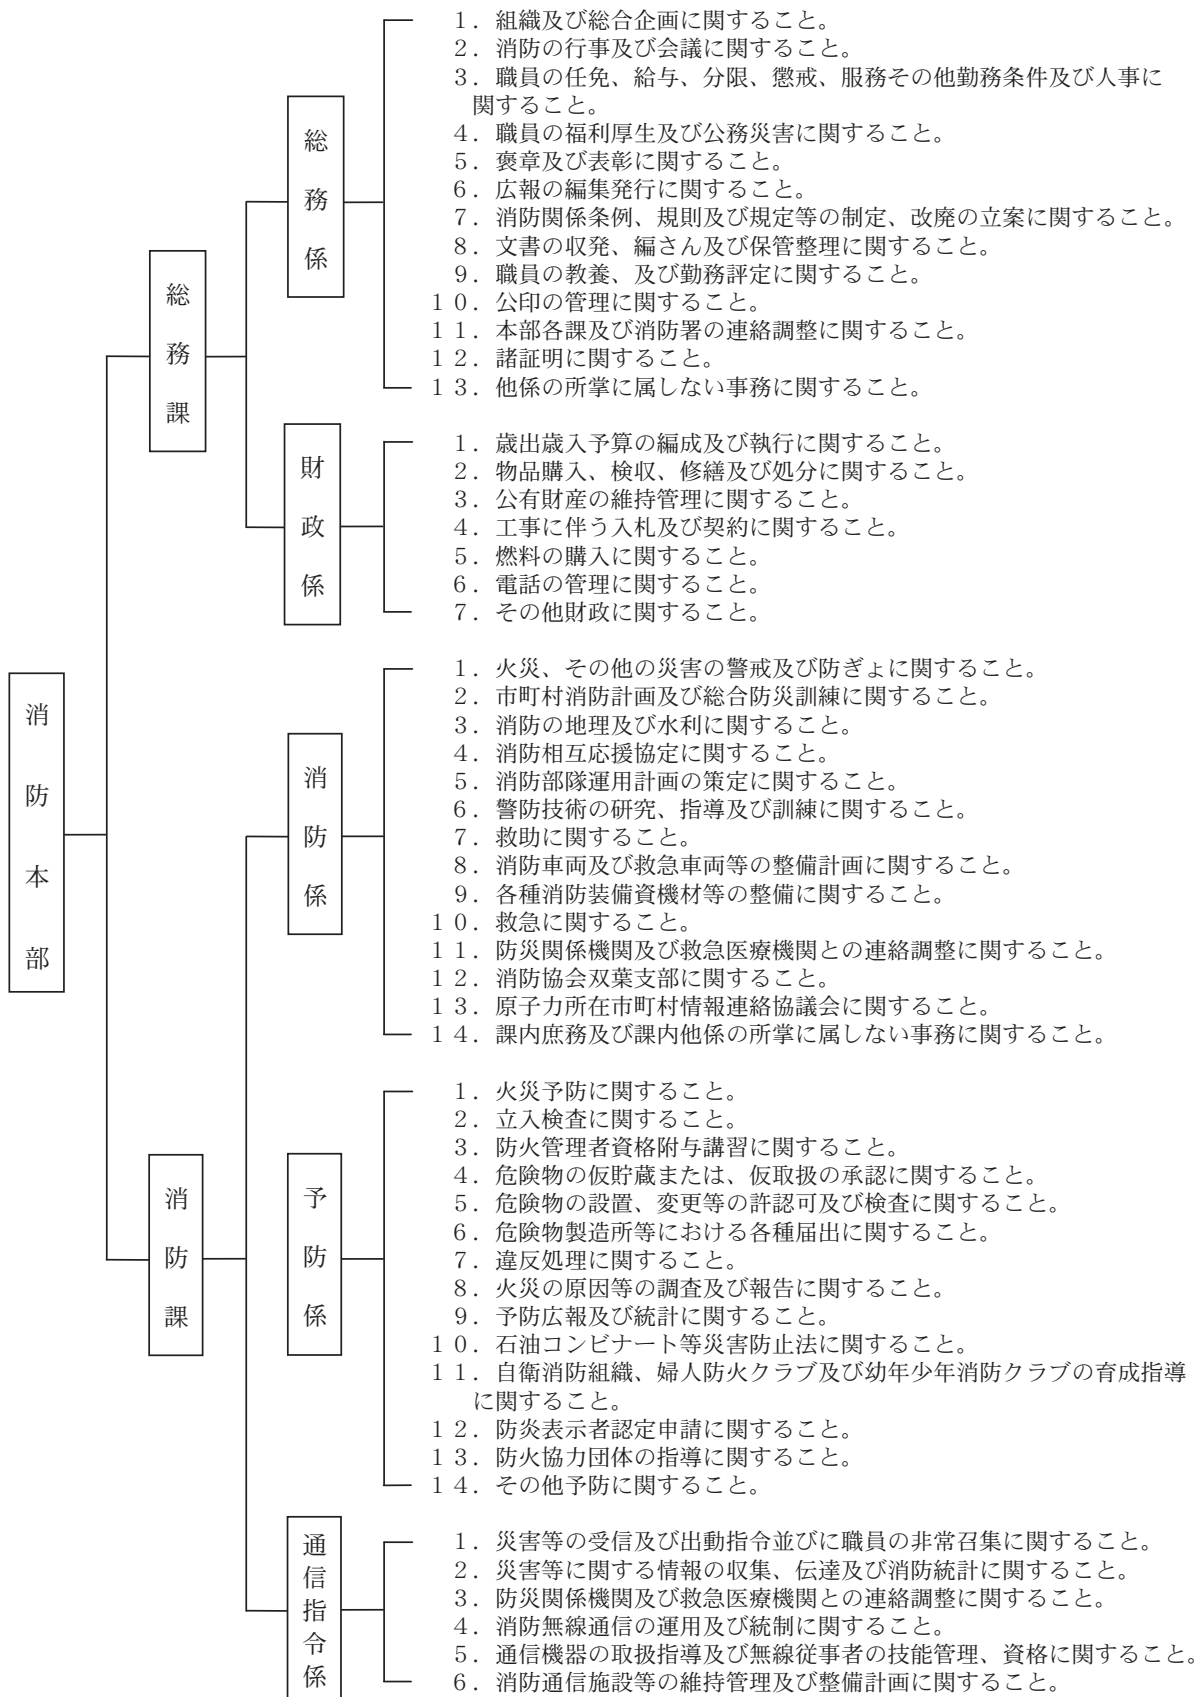 消防本部
総務課
総務係
１．組織及び総合企画に関すること。
２．消防の行事及び会議に関すること。
３．職員の任免、給与、分限、懲戒、服務その他勤務条件及び人事に
関すること。
４．職員の福利厚生及び公務災害に関すること。
５．褒章及び表彰に関すること。
６．広報の編集発行に関すること。
７．消防関係条例、規則及び規定等の制定、改廃の立案に関すること。
８．文書の収発、編さん及び保管整理に関すること。
９．職員の教養、及び勤務評定に関すること。
１０．公印の管理に関すること。
１１．本部各課及び消防署の連絡調整に関すること。
１２．諸証明に関すること。
１３．他係の所掌に属しない事務に関すること。
財政係
１．歳出歳入予算の編成及び執行に関すること。
２．物品購入、検収、修繕及び処分に関すること。
３．公有財産の維持管理に関すること。
４．工事に伴う入札及び契約に関すること。
５．燃料の購入に関すること。
６．電話の管理に関すること。
７．その他財政に関すること。
消防課
消防係
１．火災、その他の災害の警戒及び防ぎょに関すること。
２．市町村消防計画及び総合防災訓練に関すること。
３．消防の地理及び水利に関すること。
４．消防相互応援協定に関すること。
５．消防部隊運用計画の策定に関すること。
６．警防技術の研究、指導及び訓練に関すること。
７．救助に関すること。
８．消防車両及び救急車両等の整備計画に関すること。
９．各種消防装備資機材等の整備に関すること。
１０．救急に関すること。
１１．防災関係機関及び救急医療機関との連絡調整に関すること。
１２．消防協会双葉支部に関すること。
１３．原子力所在市町村情報連絡協議会に関すること。
１４．課内庶務及び課内他係の所掌に属しない事務に関すること。
予防係
１．火災予防に関すること。
２．立入検査に関すること。
３．防火管理者資格附与講習に関すること。
４．危険物の仮貯蔵または、仮取扱の承認に関すること。
５．危険物の設置、変更等の許認可及び検査に関すること。
６．危険物製造所等における各種届出に関すること。
７．違反処理に関すること。
８．火災の原因等の調査及び報告に関すること。
９．予防広報及び統計に関すること。
１０．石油コンビナート等災害防止法に関すること。
１１．自衛消防組織、婦人防火クラブ及び幼年少年消防クラブの育成指導
に関すること。
１２．防炎表示者認定申請に関すること。
１３．防火協力団体の指導に関すること。
１４．その他予防に関すること。
通信指令係
１．災害等の受信及び出動指令並びに職員の非常召集に関すること。
２．災害等に関する情報の収集、伝達及び消防統計に関すること。
３．防災関係機関及び救急医療機関との連絡調整に関すること。
４．消防無線通信の運用及び統制に関すること。
５．通信機器の取扱指導及び無線従事者の技能管理、資格に関すること。
６．消防通信施設等の維持管理及び整備計画に関すること。